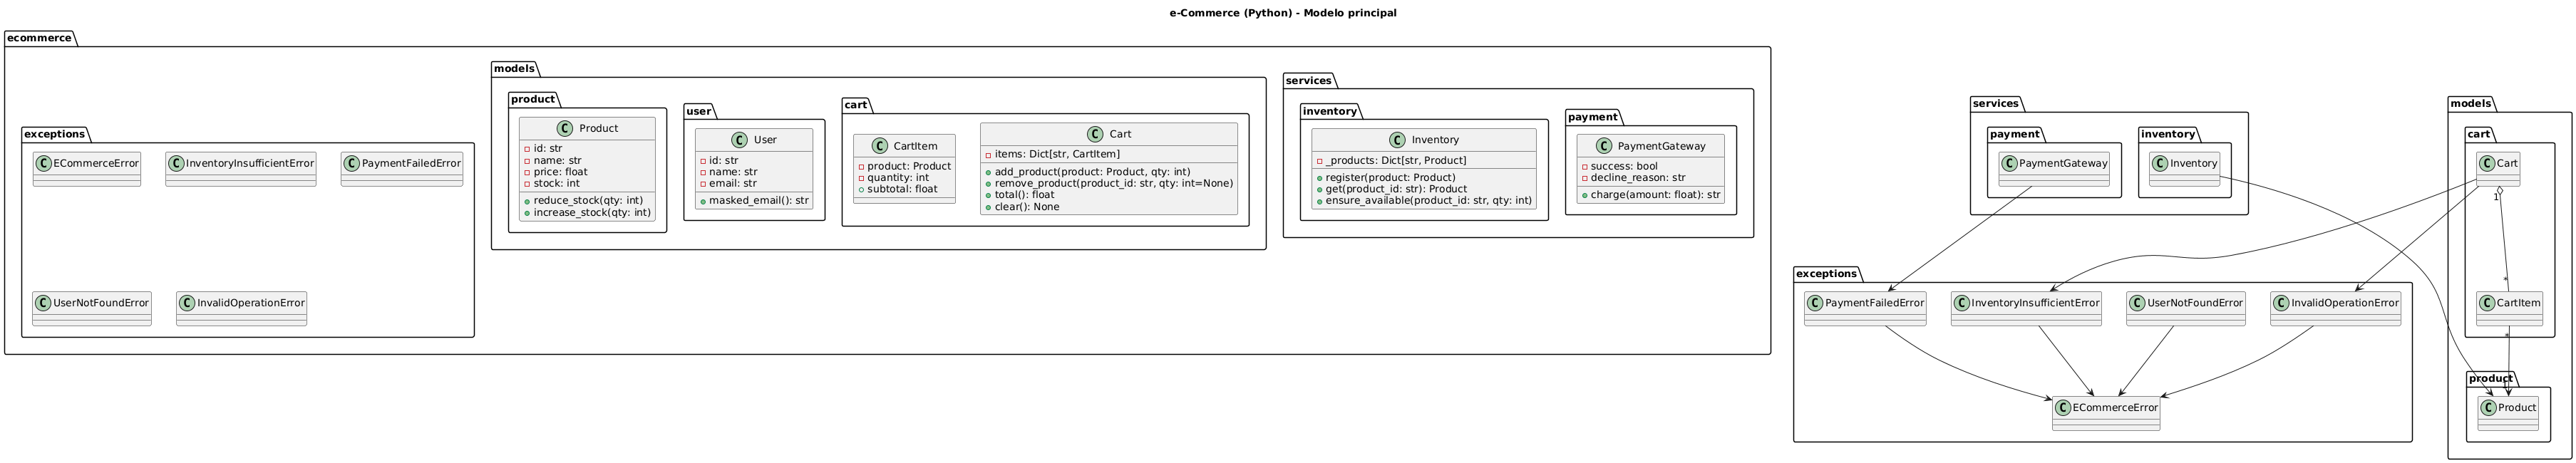 e-Commerce (Python) - Modelo principal
ecommerce
exceptions
C ECommerceError
C InventoryInsufficientError
C PaymentFailedError
C UserNotFoundError
C InvalidOperationError
models
product
C Product
id: str
name: str
price: float
stock: int
reduce_stock(qty: int)
increase_stock(qty: int)
user
C User
id: str
name: str
email: str
masked_email(): str
cart
C CartItem
product: Product
quantity: int
subtotal: float
C Cart
items: Dict[str, CartItem]
add_product(product: Product, qty: int)
remove_product(product_id: str, qty: int=None)
total(): float
clear(): None
services
inventory
C Inventory
_products: Dict[str, Product]
register(product: Product)
get(product_id: str): Product
ensure_available(product_id: str, qty: int)
payment
C PaymentGateway
success: bool
decline_reason: str
charge(amount: float): str
services
payment
C PaymentGateway
inventory
C Inventory
models
cart
C Cart
1
*
C CartItem
*
product
C Product
exceptions
C PaymentFailedError
C InventoryInsufficientError
C UserNotFoundError
C InvalidOperationError
C ECommerceError